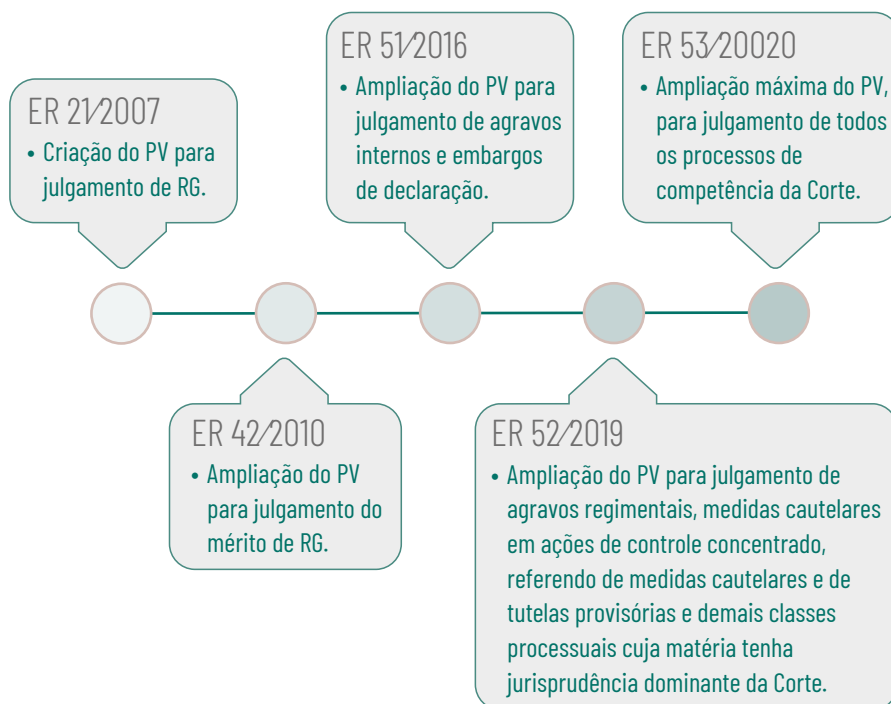 ER 21/2007
• Criação do PV para
julgamento de RG.
ER 42/2010
• Ampliação do PV
para julgamento do
mérito de RG.
ER 51/2016
• Ampliação do PV para
julgamento de agravos
internos e embargos
de declaração.
ER 52/2019
• Ampliação do PV para julgamento de
agravos regimentais, medidas cautelares
em ações de controle concentrado,
referendo de medidas cautelares e de
tutelas provisórias e demais classes
processuais cuja matéria tenha
jurisprudência dominante da Corte.
ER 53/20020
• Ampliação máxima do PV,
para julgamento de todos
os processos de
competência da Corte.